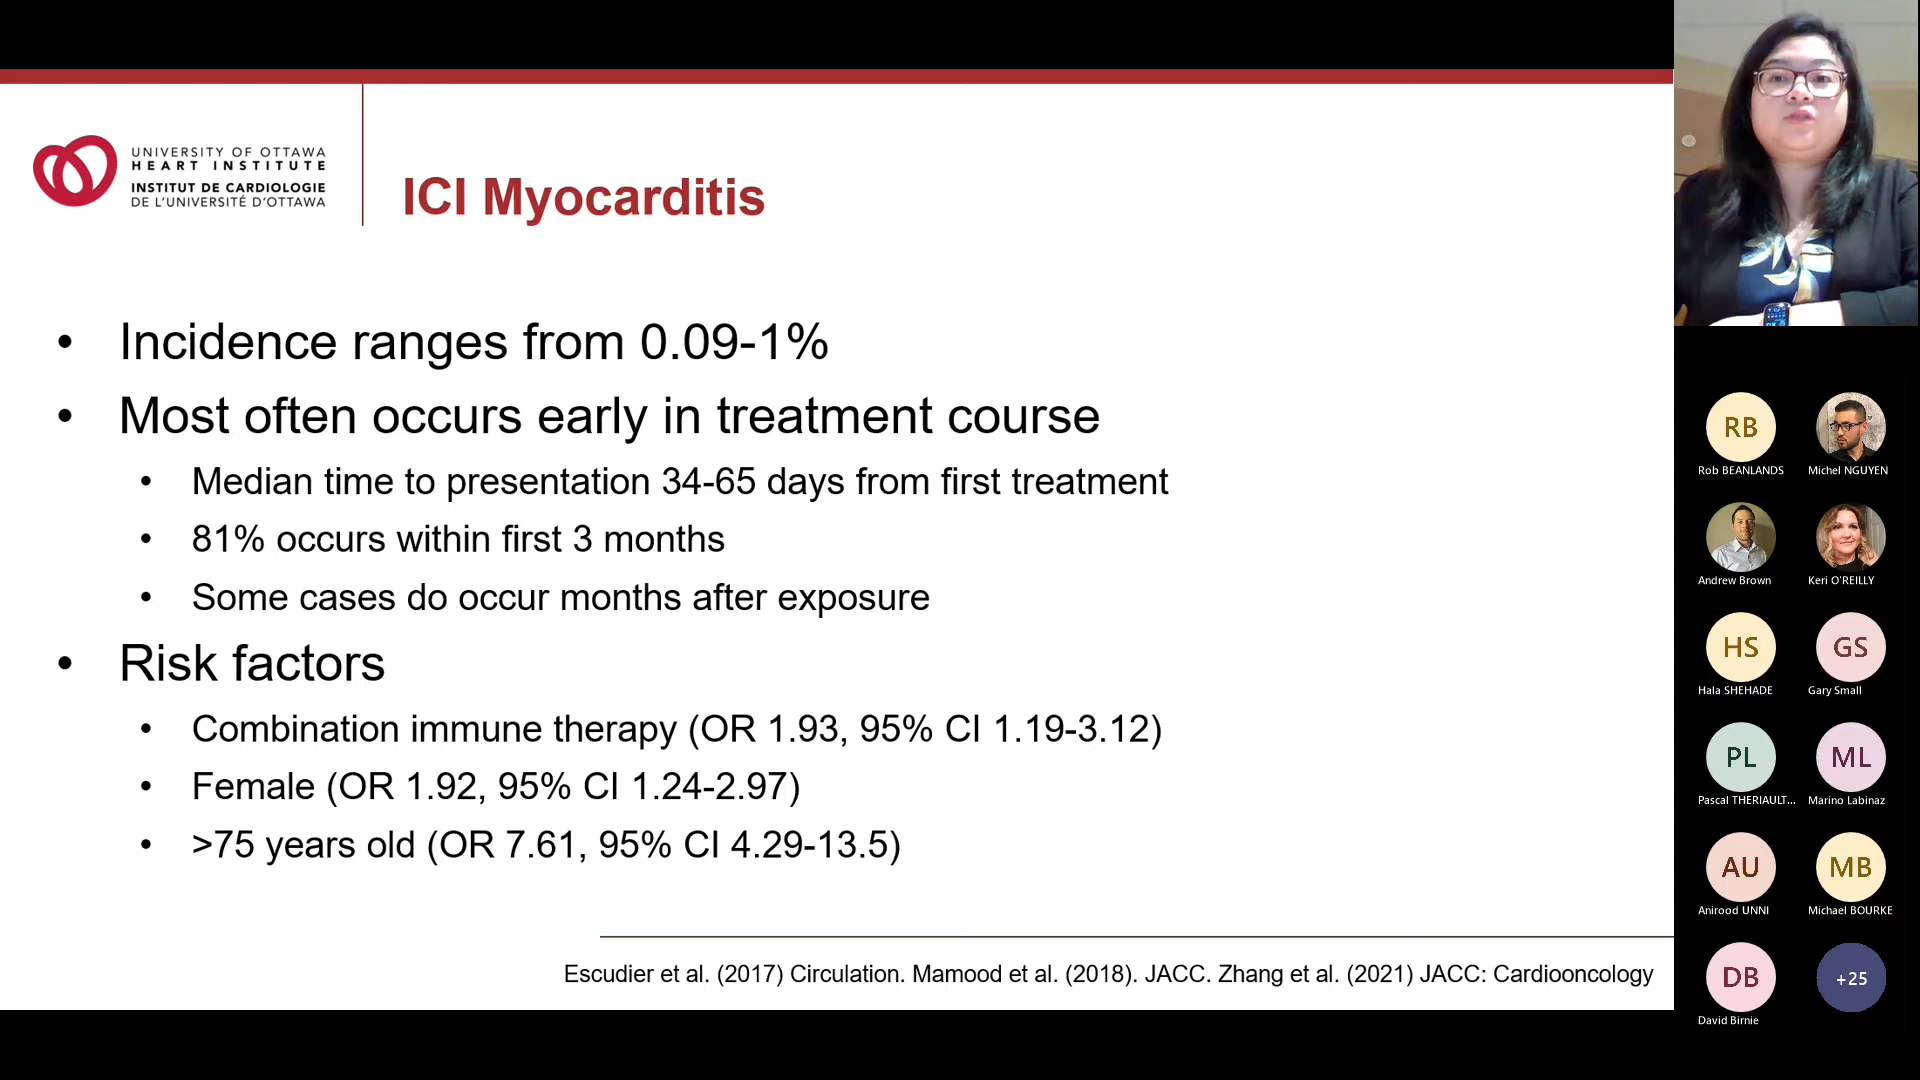 UNIVERSITY OF OTTAWA
HEART INSTITUTE
INSTITUT DE CARDIOLOGIE
DE L'UNIVERSITÉ D'OTTAWA
ICI Myocarditis
• Incidence ranges from 0.09-1%
• Most often occurs early in treatment course
• Median time to presentation 34-65 days from first treatment
• 81% occurs within first 3 months
• Some cases do occur months after exposure
• Risk factors
• Combination immune therapy (OR 1.93, 95% CI 1.19-3.12)
• Female (OR 1.92, 95% CI 1.24-2.97)
• >75 years old (OR 7.61, 95% CI 4.29-13.5)
Escudier et al. (2017) Circulation. Mamood et al. (2018). JACC. Zhang et al. (2021) JACC: Cardiooncology
RB
Rob BEANLANDS
Michel NGUYEN
Andrew Brown
Keri O'REILLY
HS
Hala SHEHADE
GS
Gary Small
PL
Pascal THERIAULT...
ML
Marino Labinaz
AU
Anirood UNNI
MB
Michael BOURKE
DB
David Birnie
+25